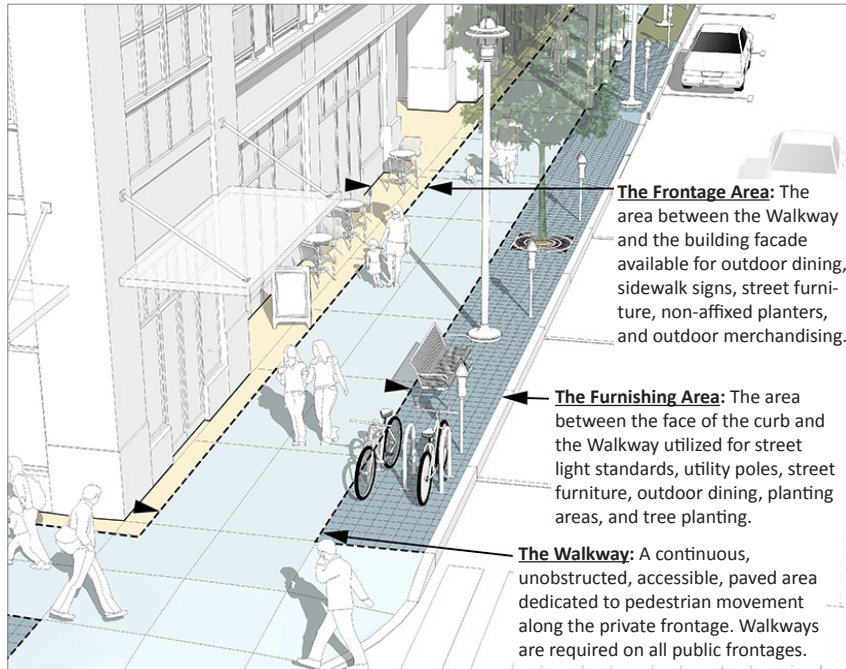 The Frontage Area: The
area between the Walkway
and the building facade
available for outdoor dining,
sidewalk signs, street furni-
ture, non-affixed planters,
and outdoor merchandising.
The Furnishing Area: The area
between the face of the curb and
the Walkway utilized for street
light standards, utility poles, street
furniture, outdoor dining, planting
areas, and tree planting.
The Walkway: A continuous,
unobstructed, accessible, paved area
dedicated to pedestrian movement
along the private frontage. Walkways
are required on all public frontages.